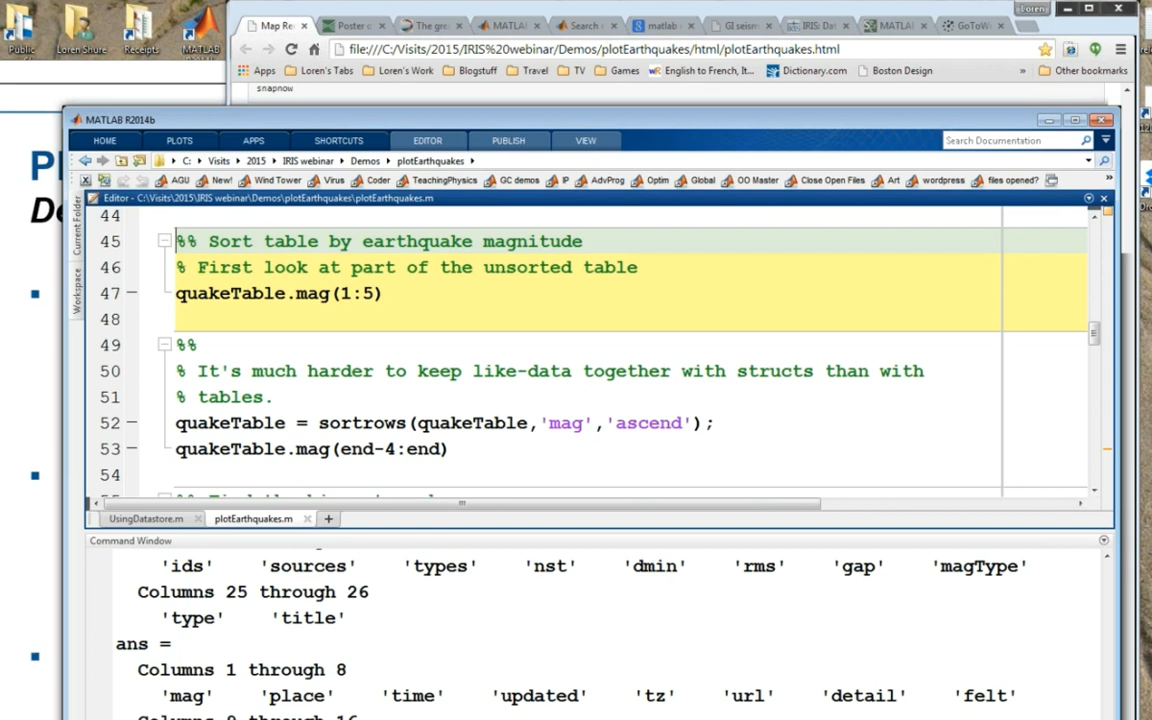 Loren
Map Re
Poster c
The gre
MATLAI
Search
matlab
GI seism
IRIS: Da
MATLAI
GoToW
file:///C:/Visits/2015/IRIS%20webinar/Demos/plotEarthquakes/html/plotEarthquakes.html
Apps
Loren's Tabs
Loren's Work
Blogstuff
Travel
TV
Games
English to French, It...
Dictionary.com
Boston Design
»
Other bookmarks
Public
Loren Shure
Receipts
MATLAB
snapnow
MATLAB R2014b
HOME PLOTS APPS SHORTCUTS EDITOR PUBLISH VIEW
Search Documentation
C: Visits 2015 IRIS webinar Demos plotEarthquakes
AGU New! Wind Tower Virus Coder TeachingPhysics GC demos IP AdvProg Optim Global OO Master Close Open Files Art wordpress files opened? »
Current Folder
Workspace
Editor - C:\Visits\2015\IRIS webinar\Demos\plotEarthquakes\plotEarthquakes.m
44
45 %% Sort table by earthquake magnitude
46 % First look at part of the unsorted table
47 quakeTable.mag(1:5)
48
49 %%
50 % It's much harder to keep like-data together with structs than with
51 % tables.
52 quakeTable = sortrows(quakeTable,'mag','ascend');
53 quakeTable.mag(end-4:end)
54
UsingDatastore.m
plotEarthquakes.m
Command Window
'ids' 'sources' 'types' 'nst' 'dmin' 'rms' 'gap' 'magType'
Columns 25 through 26
'type' 'title'
ans =
Columns 1 through 8
'mag' 'place' 'time' 'updated' 'tz' 'url' 'detail' 'felt'